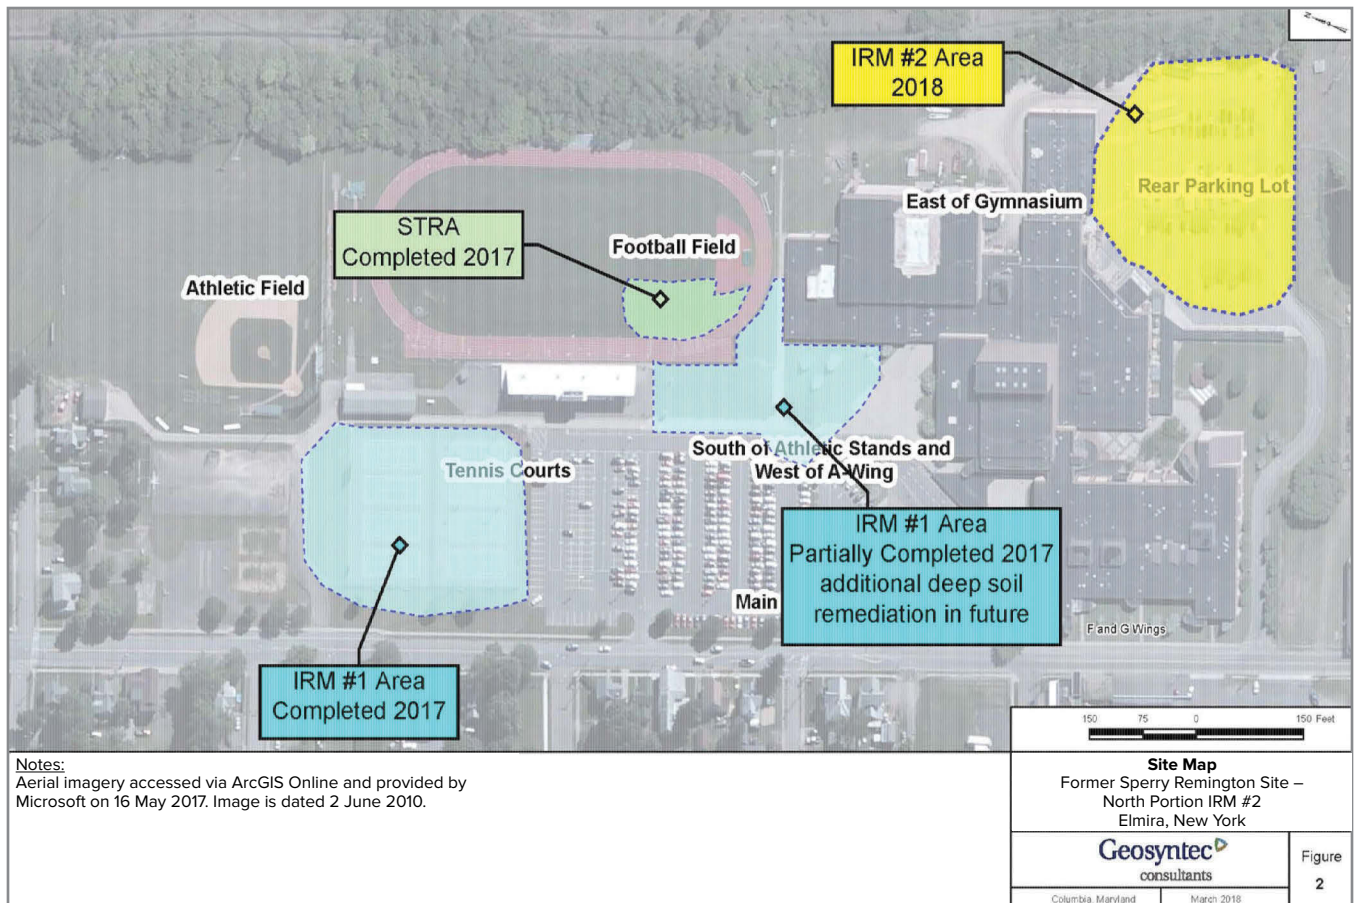 N
IRM #2 Area
2018
Rear Parking Lot
East of Gymnasium
STRA
Completed 2017
Football Field
Athletic Field
South of Athletic Stands and
West of A-Wing
Tennis Courts
IRM #1 Area
Partially Completed 2017
additional deep soil
remediation in future
Main
F and G Wings
IRM #1 Area
Completed 2017
150 75 0 150 Feet
Notes:
Aerial imagery accessed via ArcGIS Online and provided by
Microsoft on 16 May 2017. Image is dated 2 June 2010.
Site Map
Former Sperry Remington Site –
North Portion IRM #2
Elmira, New York
Geosyntec
consultants
Figure
2
Columbia, Maryland March 2018